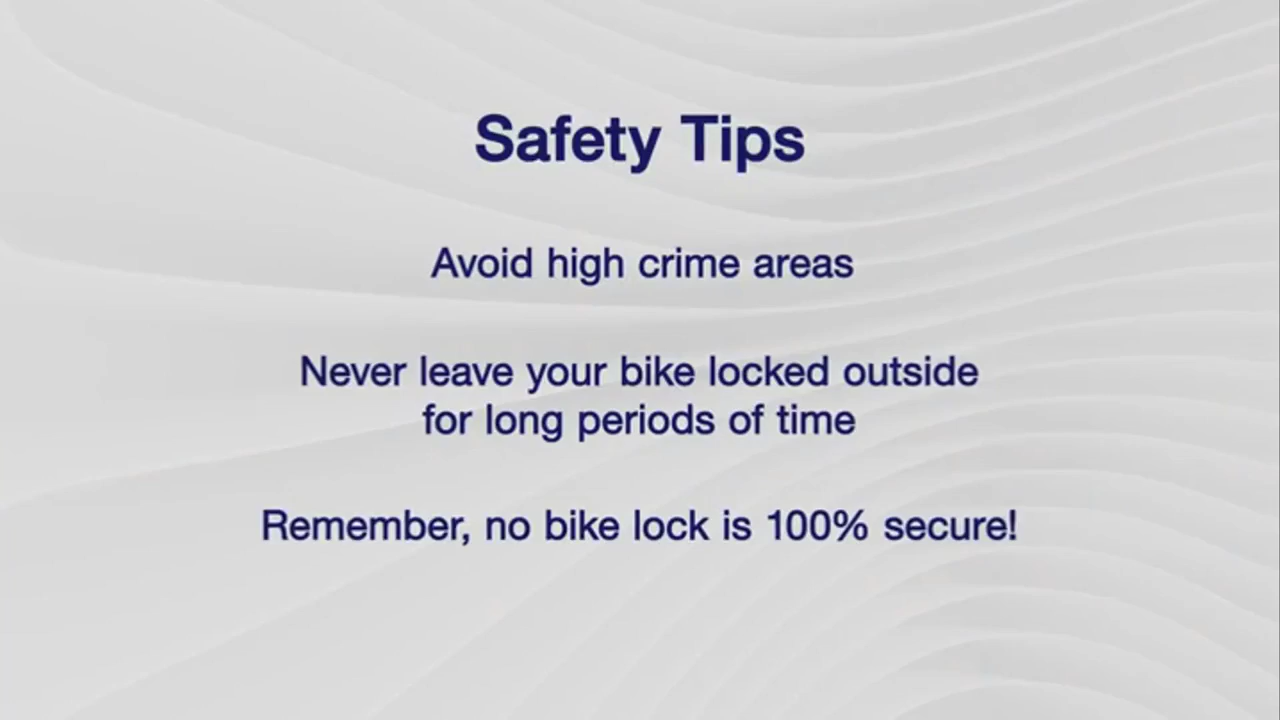 Safety Tips
Avoid high crime areas
Never leave your bike locked outside
for long periods of time
Remember, no bike lock is 100% secure!